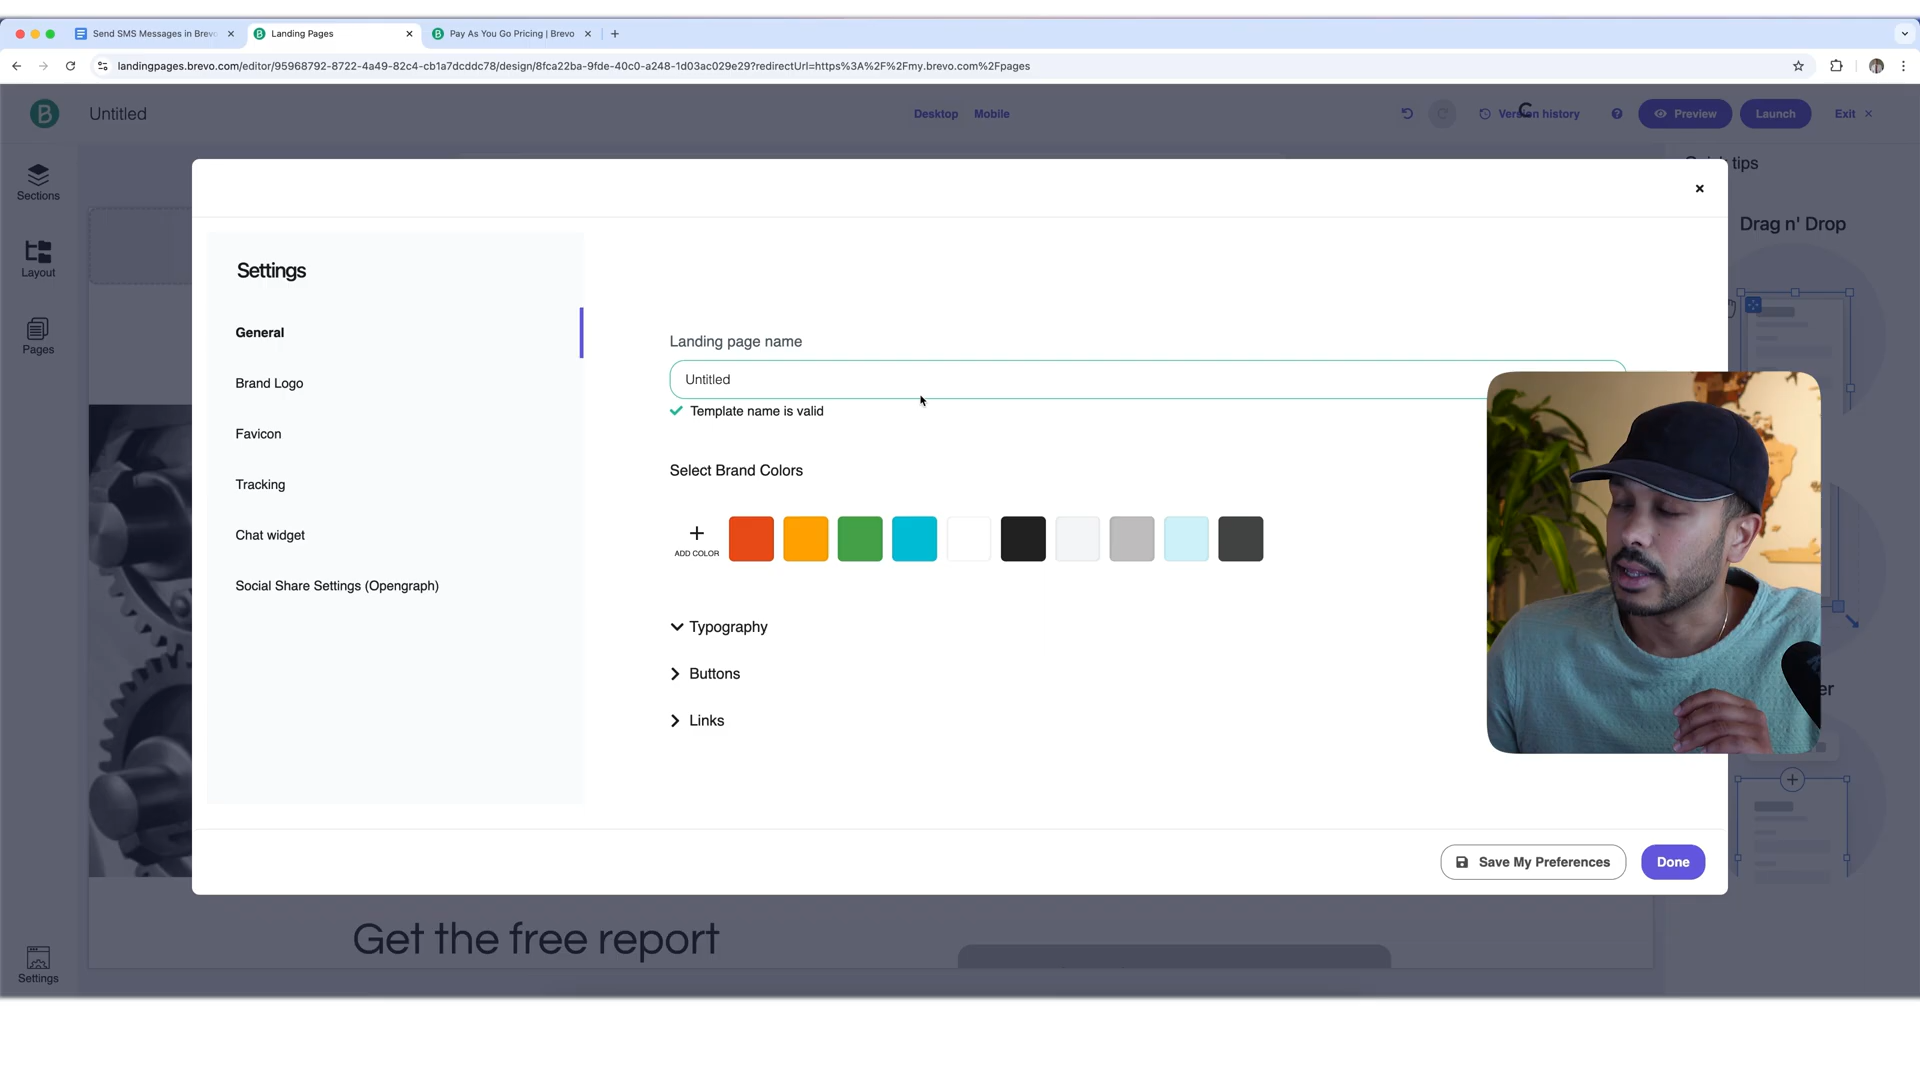 Send SMS Messages in Brevo
Landing Pages
Pay As You Go Pricing | Brevo
landingpages.brevo.com/editor/95968792-8722-4a49-82c4-cb1a7dcddc78/design/8fca22ba-9fde-40c0-a248-1d03ac029e29?redirectUrl=https%3A%2F%2Fmy.brevo.com%2Fpages
B
Untitled
Desktop
Mobile
Version history
Preview
Launch
Exit
Sections
Layout
Pages
Settings
tips
Drag n' Drop
Settings
General
Brand Logo
Favicon
Tracking
Chat widget
Social Share Settings (Opengraph)
Landing page name
Untitled
Template name is valid
Select Brand Colors
ADD COLOR
Typography
Buttons
Links
Save My Preferences
Done
Get the free report